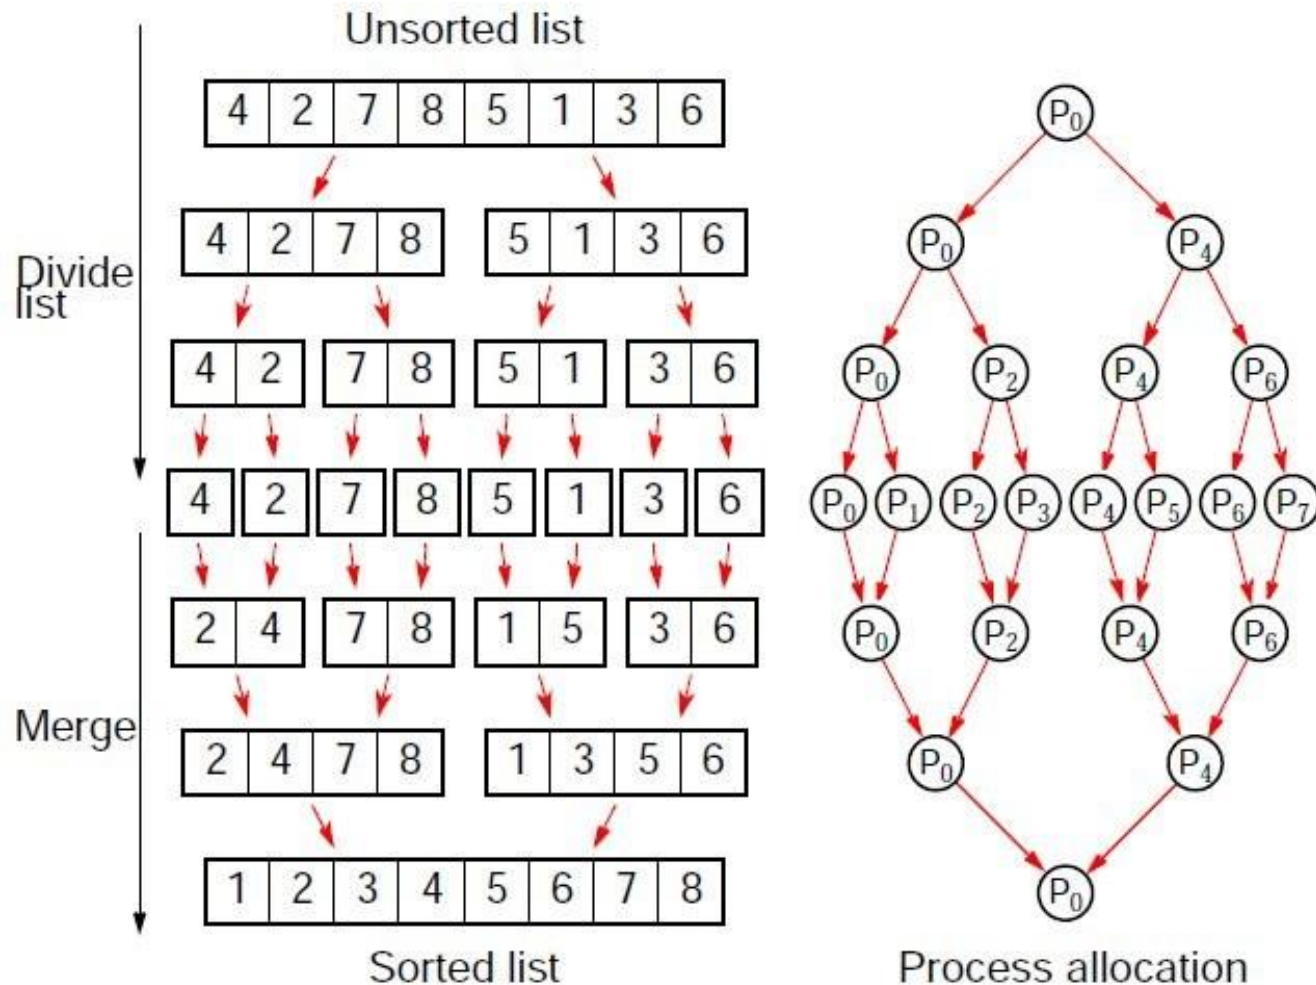 Unsorted list
4 2 7 8 5 1 3 6
P0
4 2 7 8 5 1 3 6
P0 P4
Divide
list
4 2 7 8 5 1 3 6
P0 P2 P4 P6
4 2 7 8 5 1 3 6
P0 P1 P2 P3 P4 P5 P6 P7
2 4 7 8 1 5 3 6
P0 P2 P4 P6
Merge
2 4 7 8 1 3 5 6
P0 P4
1 2 3 4 5 6 7 8
P0
Sorted list
Process allocation